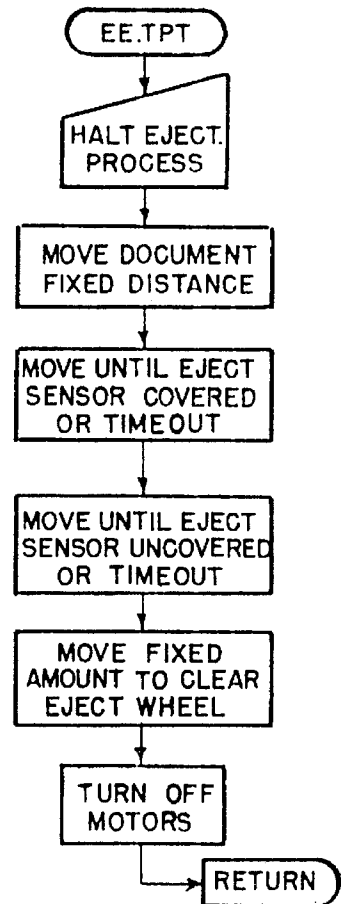 EE.TPT
HALT EJECT.
PROCESS
MOVE DOCUMENT
FIXED DISTANCE
MOVE UNTIL EJECT
SENSOR COVERED
OR TIMEOUT
MOVE UNTIL EJECT
SENSOR UNCOVERED
OR TIMEOUT
MOVE FIXED
AMOUNT TO CLEAR
EJECT WHEEL
TURN OFF
MOTORS
RETURN